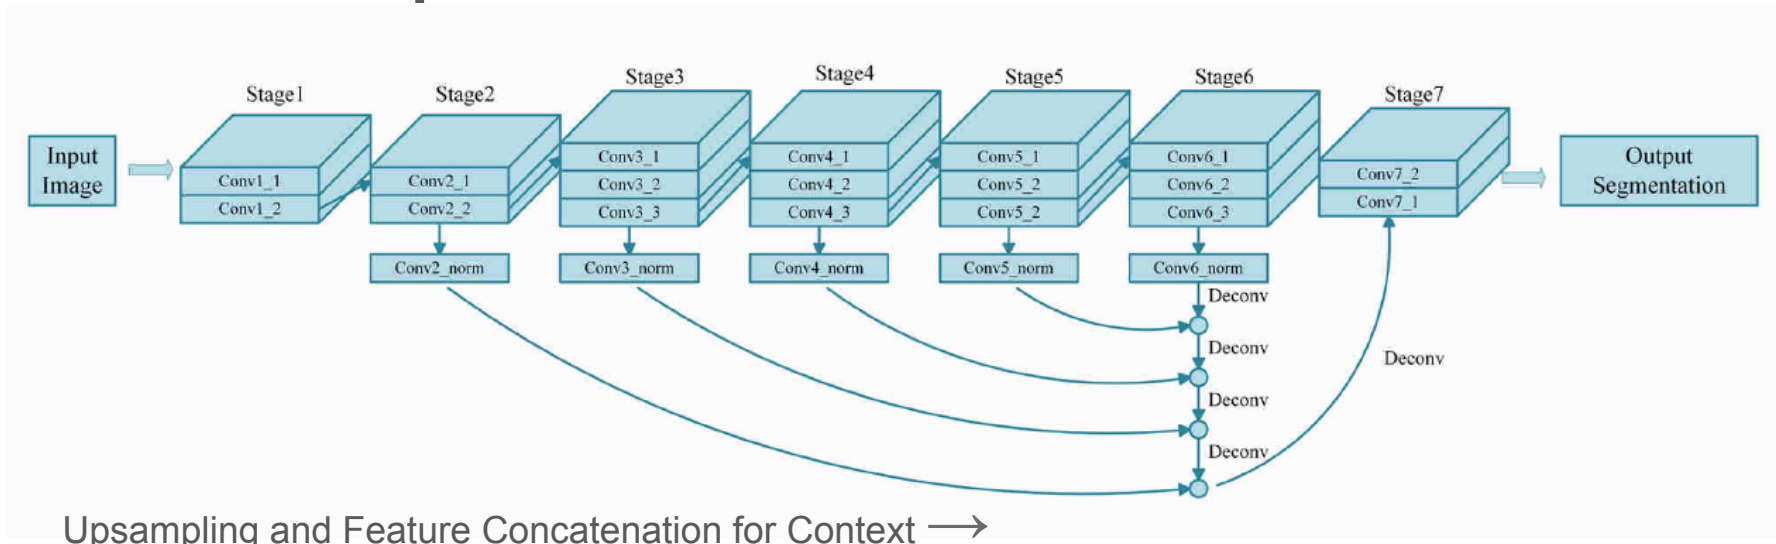 Stage1
Stage2
Stage3
Stage4
Stage5
Stage6
Stage7
Input
Image
Conv1_1
Conv1_2
Conv2_1
Conv2_2
Conv3_1
Conv3_2
Conv3_3
Conv4_1
Conv4_2
Conv4_3
Conv5_1
Conv5_2
Conv5_2
Conv6_1
Conv6_2
Conv6_3
Conv7_2
Conv7_1
Output
Segmentation
Conv2_norm
Conv3_norm
Conv4_norm
Conv5_norm
Conv6_norm
Deconv
Deconv
Deconv
Deconv
Deconv
Upsampling and Feature Concatenation for Context →